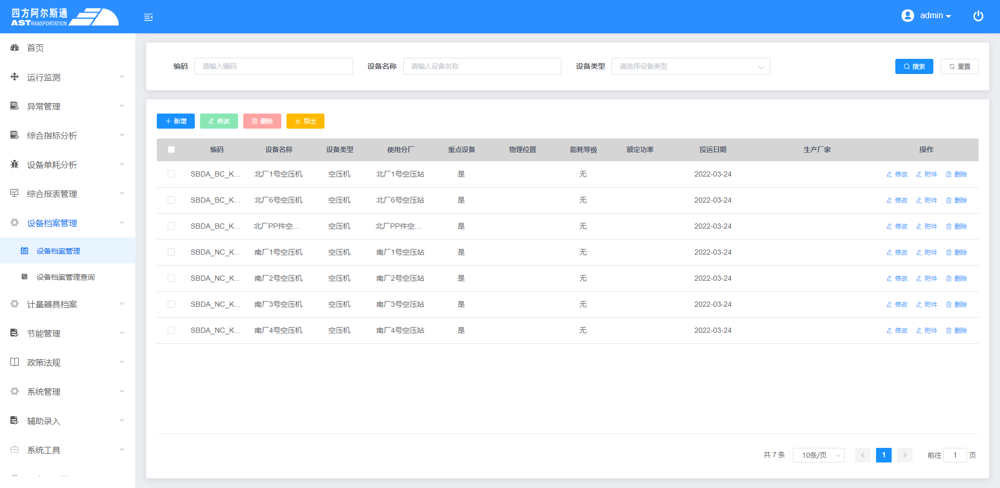 四方阿尔斯通
ASTRANSPORTATION
admin
首页
运行监测
异常管理
综合指标分析
设备单耗分析
综合报表管理
设备档案管理
设备档案管理
设备档案管理查询
计量器具档案
节能管理
政策法规
系统管理
辅助录入
系统工具
编码 请输入编码 设备名称 请输入设备名称 设备类型 请选择设备类型 搜索 重置
新增 修改 删除 导出
编码 设备名称 设备类型 使用分厂 重点设备 物理位置 能耗等级 额定功率 投运日期 生产厂家 操作
SBDA_BC_K... 北厂1号空压机 空压机 北厂1号空压站 是 无 2022-03-24 修改 附件 删除
SBDA_BC_K... 北厂6号空压机 空压机 北厂6号空压站 是 无 2022-03-24 修改 附件 删除
SBDA_BC_K... 北厂PP件空... 空压机 北厂PP件空... 是 无 2022-03-24 修改 附件 删除
SBDA_NC_K... 南厂1号空压机 空压机 南厂1号空压站 是 无 2022-03-24 修改 附件 删除
SBDA_NC_K... 南厂2号空压机 空压机 南厂2号空压站 是 无 2022-03-24 修改 附件 删除
SBDA_NC_K... 南厂3号空压机 空压机 南厂3号空压站 是 无 2022-03-24 修改 附件 删除
SBDA_NC_K... 南厂4号空压机 空压机 南厂4号空压站 是 无 2022-03-24 修改 附件 删除
共 7 条 10条/页 1 前往 1 页